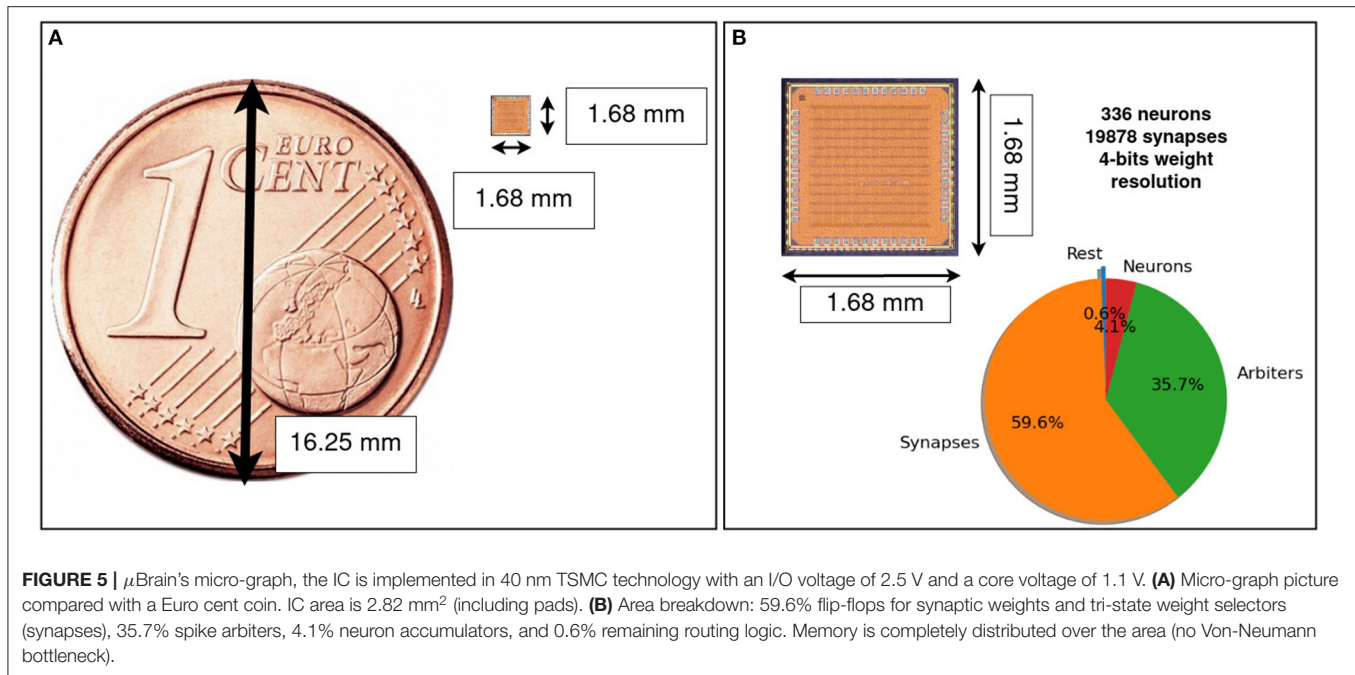 A
1
EURO
CENT
1.68 mm
1.68 mm
16.25 mm
B
1.68 mm
1.68 mm
336 neurons
19878 synapses
4-bits weight
resolution
Rest
Neurons
0.6%
4.1%
Arbiters
35.7%
59.6%
Synapses
FIGURE 5 | μBrain's micro-graph, the IC is implemented in 40 nm TSMC technology with an I/O voltage of 2.5 V and a core voltage of 1.1 V. (A) Micro-graph picture
compared with a Euro cent coin. IC area is 2.82 mm² (including pads). (B) Area breakdown: 59.6% flip-flops for synaptic weights and tri-state weight selectors
(synapses), 35.7% spike arbiters, 4.1% neuron accumulators, and 0.6% remaining routing logic. Memory is completely distributed over the area (no Von-Neumann
bottleneck).